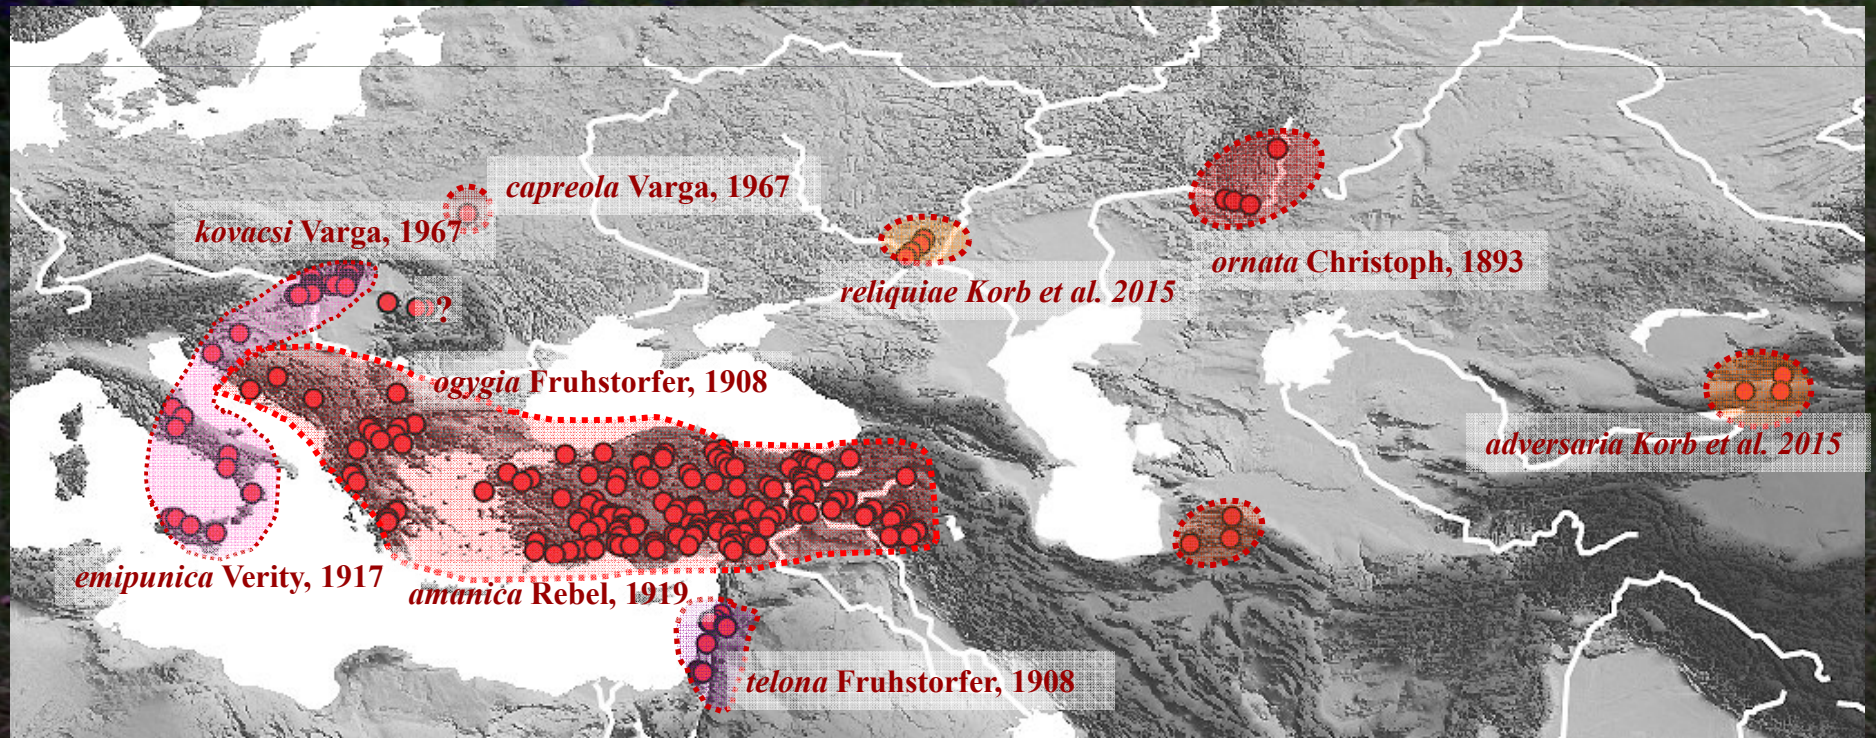 capreola Varga, 1967
kovacsi Varga, 1967
ornata Christoph, 1893
reliquiae Korb et al. 2015
?
ogygia Fruhstorfer, 1908
adversaria Korb et al. 2015
emipunica Verity, 1917
amanica Rebel, 1919
telona Fruhstorfer, 1908